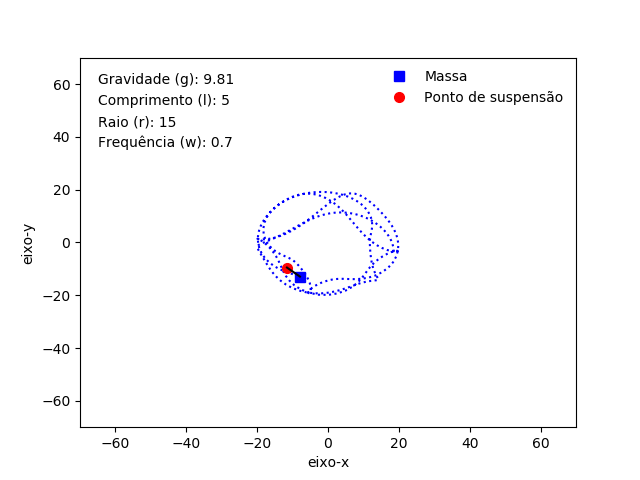 Gravidade (g): 9.81
Comprimento (l): 5
Raio (r): 15
Frequência (w): 0.7
Massa
Ponto de suspensão
60
40
20
0
−20
−40
−60
eixo-y
−60
−40
−20
0
20
40
60
eixo-x